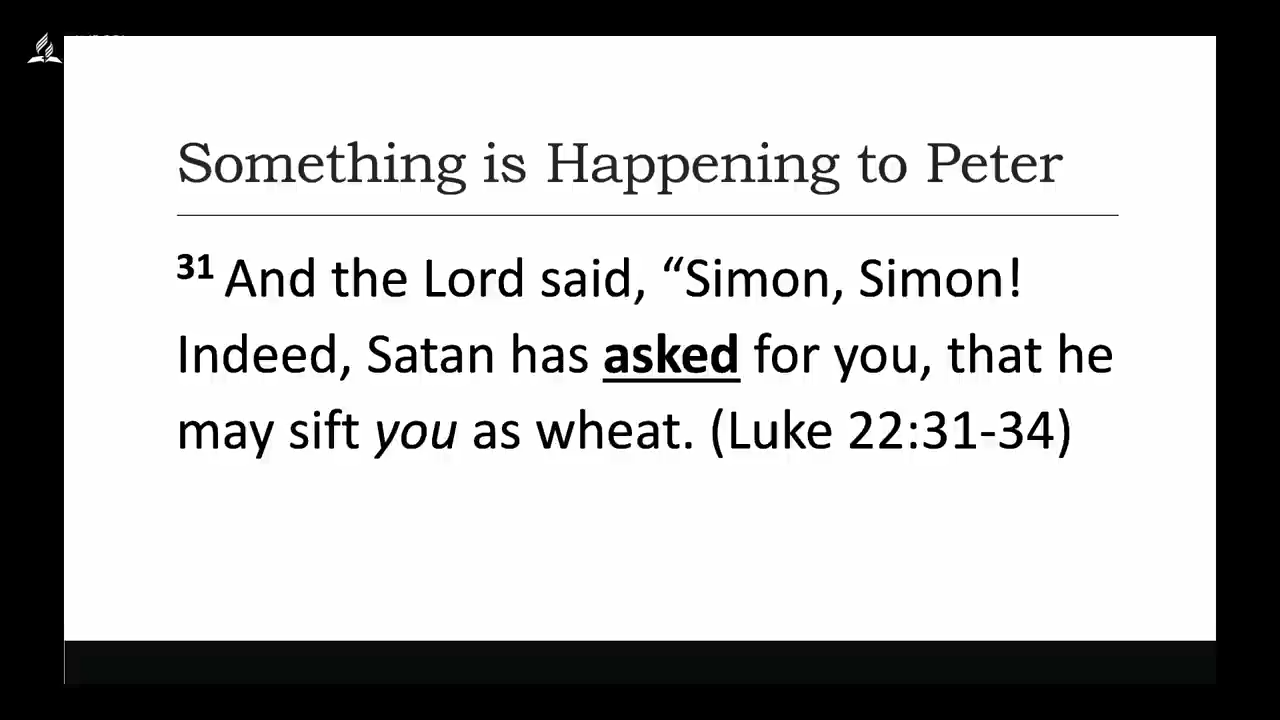 Something is Happening to Peter
31 And the Lord said, “Simon, Simon!
Indeed, Satan has asked for you, that he
may sift you as wheat. (Luke 22:31-34)